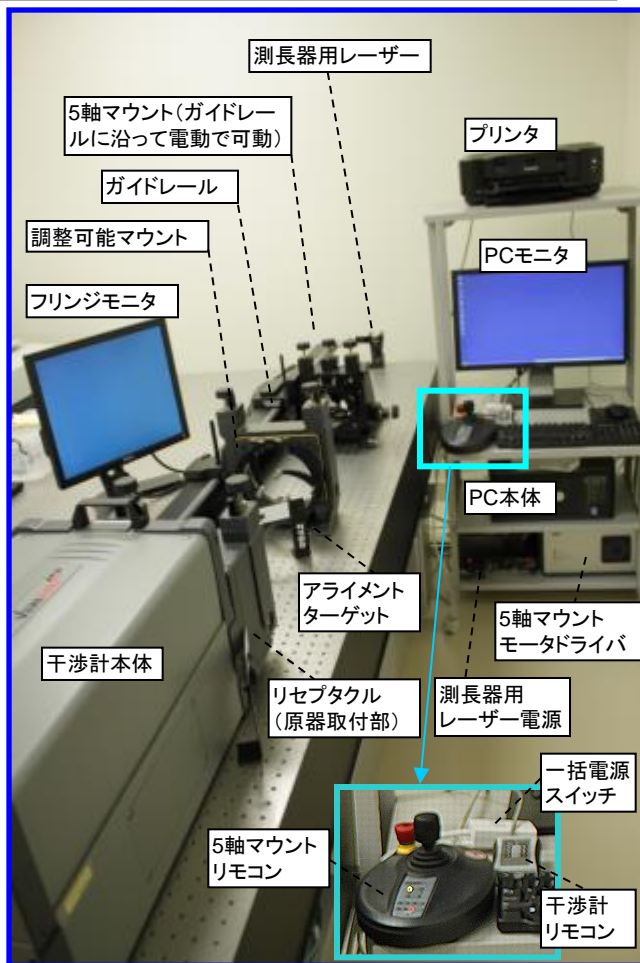 測長器用レーザー
5軸マウント(ガイドレー
ルに沿って電動で可動)
プリンタ
ガイドレール
調整可能マウント
PCモニタ
フリンジモニタ
PC本体
アライメント
ターゲット
5軸マウント
モータドライバ
干渉計本体
リセプタクル
(原器取付部)
測長器用
レーザー電源
一括電源
スイッチ
5軸マウント
リモコン
干渉計
リモコン